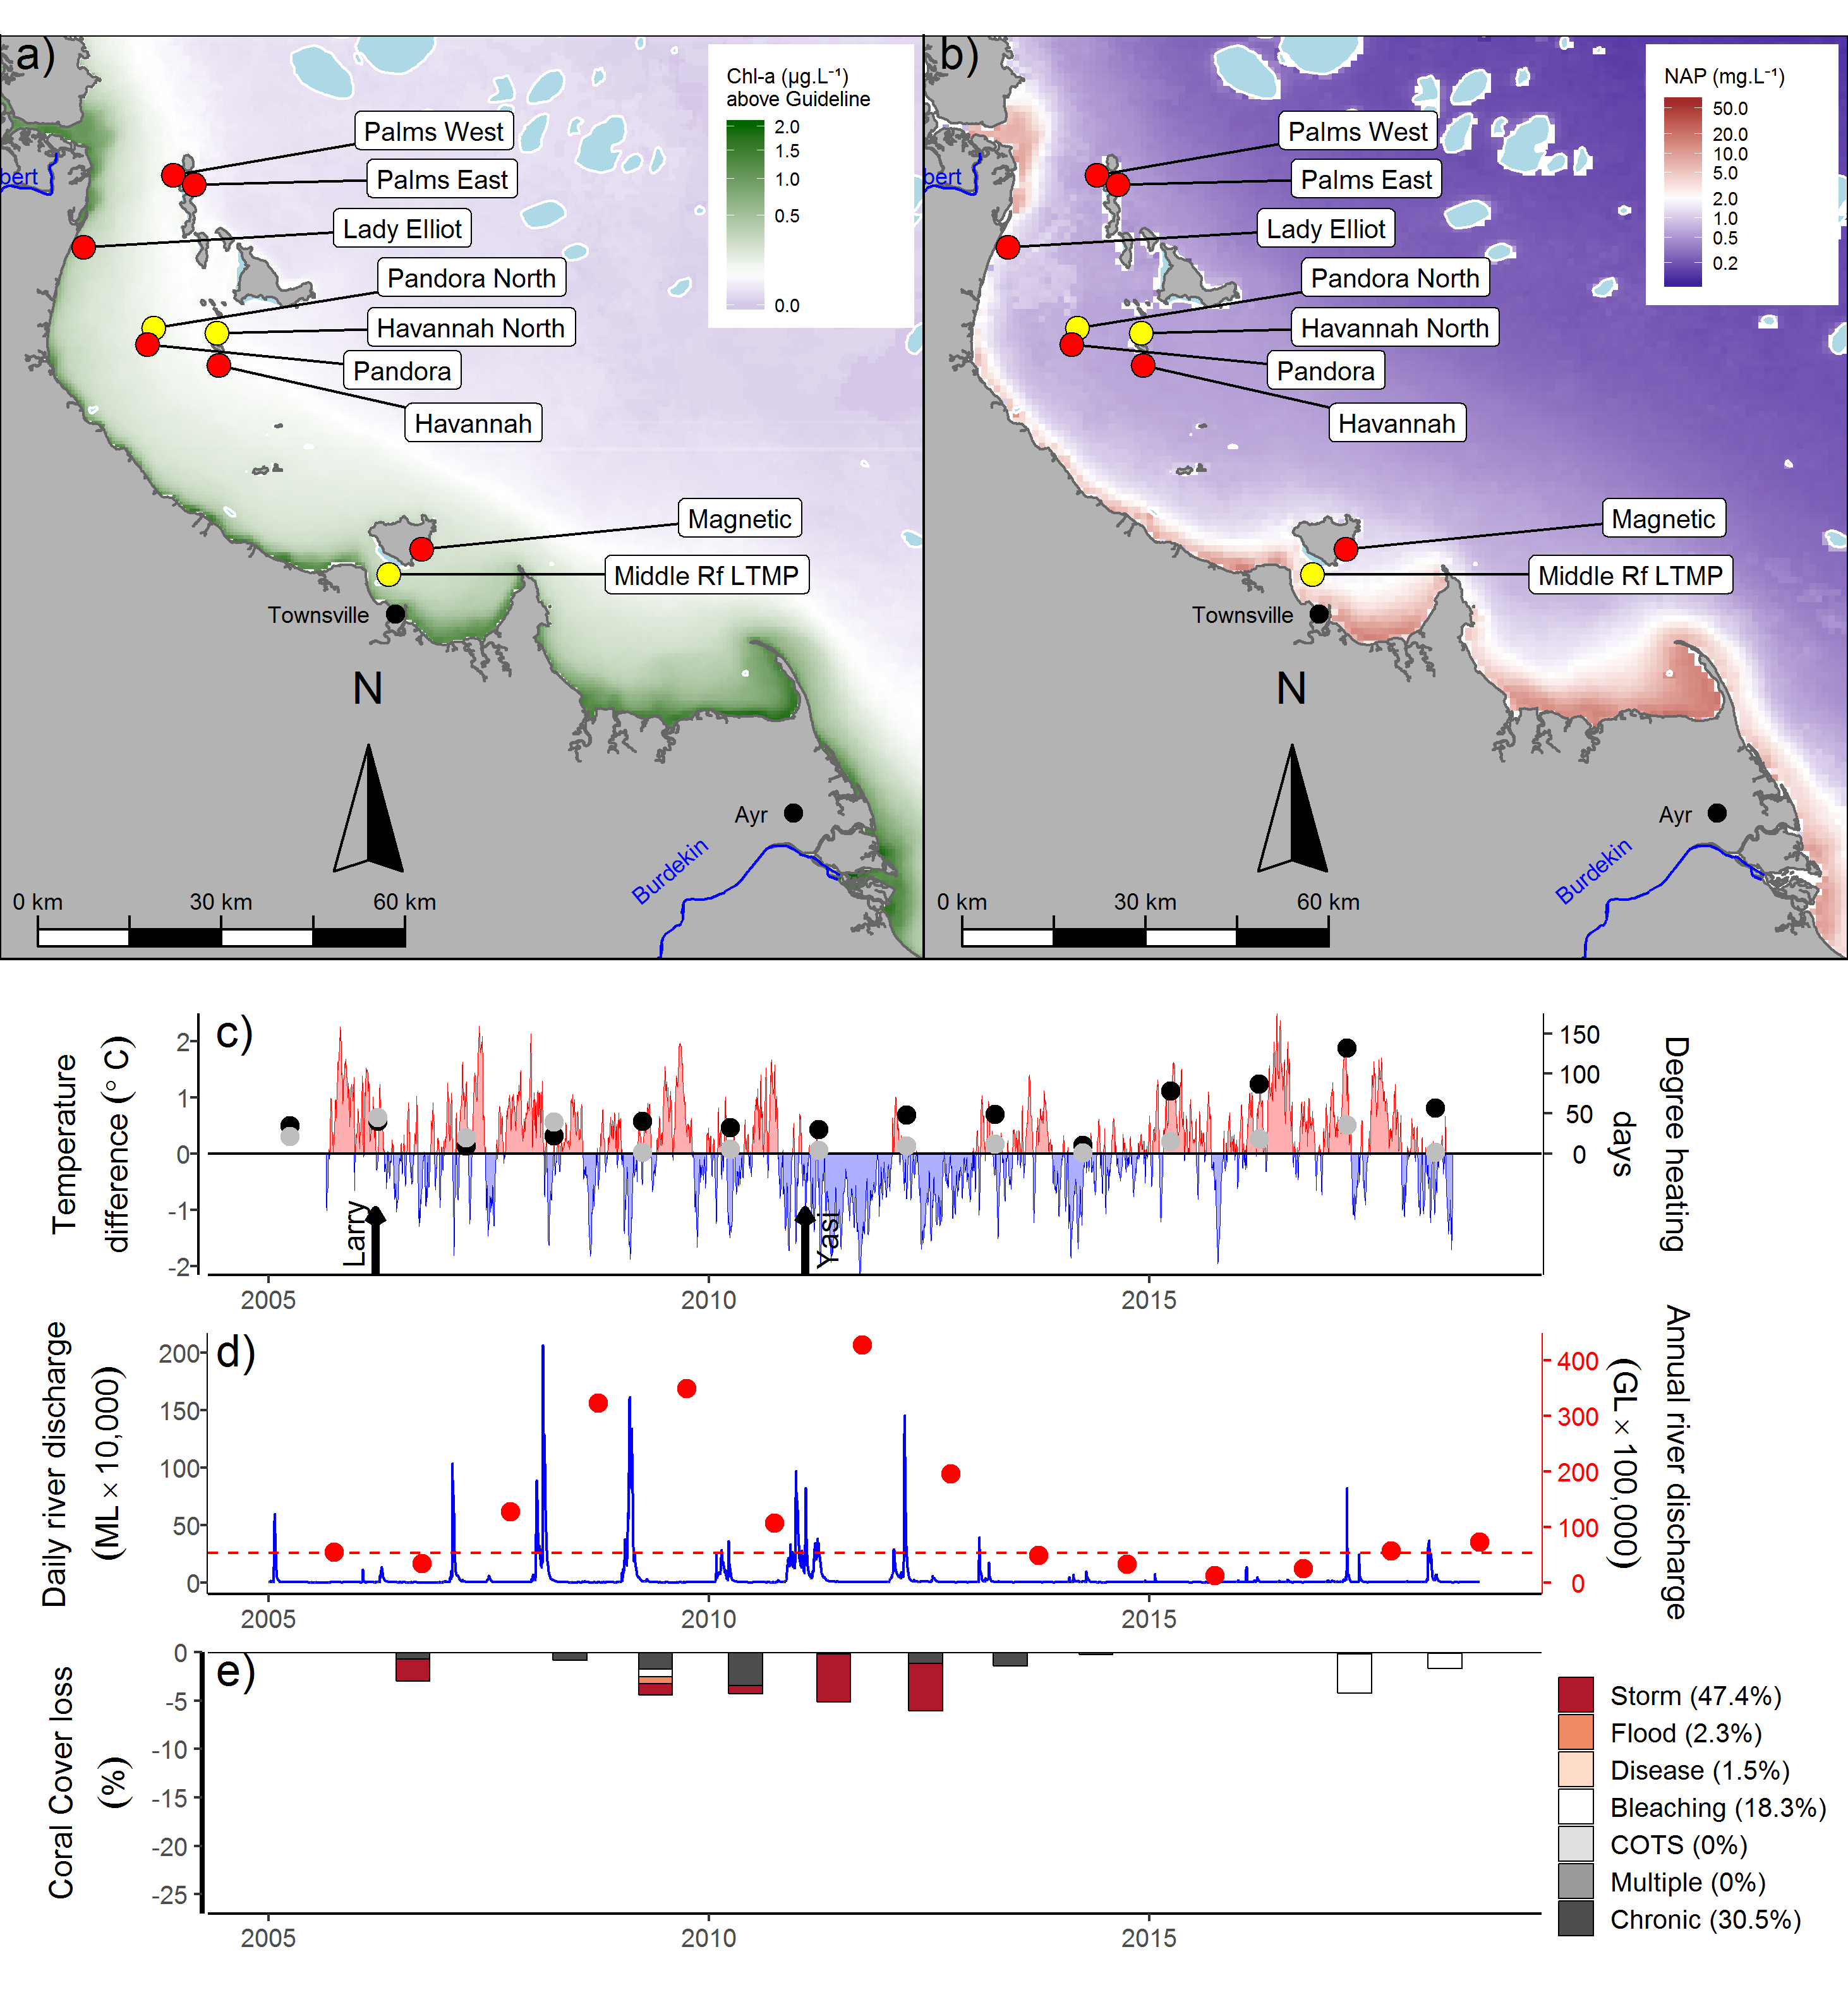 a)
Chl-a (µg.L⁻¹)
above Guideline
2.0
1.5
1.0
0.5
0.0
Palms West
Palms East
bert
Lady Elliot
Pandora North
Havannah North
Pandora
Havannah
Magnetic
Middle Rf LTMP
Townsville
N
Ayr
Burdekin
0 km
30 km
60 km
b)
NAP (mg.L⁻¹)
50.0
20.0
10.0
5.0
2.0
1.0
0.5
0.2
Palms West
Palms East
bert
Lady Elliot
Pandora North
Havannah North
Pandora
Havannah
Magnetic
Middle Rf LTMP
Townsville
N
Ayr
Burdekin
0 km
30 km
60 km
c)
Temperature
difference (° C)
2
1
0
-1
-2
Larry
Yasi
150
100
50
0
Degree heating
days
2005
2010
2015
d)
Daily river discharge
(ML × 10,000)
200
150
100
50
0
400
300
200
100
0
Annual river discharge
(GL × 100,000)
2005
2010
2015
e)
Coral Cover loss
(%)
0
-5
-10
-15
-20
-25
2005
2010
2015
Storm (47.4%)
Flood (2.3%)
Disease (1.5%)
Bleaching (18.3%)
COTS (0%)
Multiple (0%)
Chronic (30.5%)